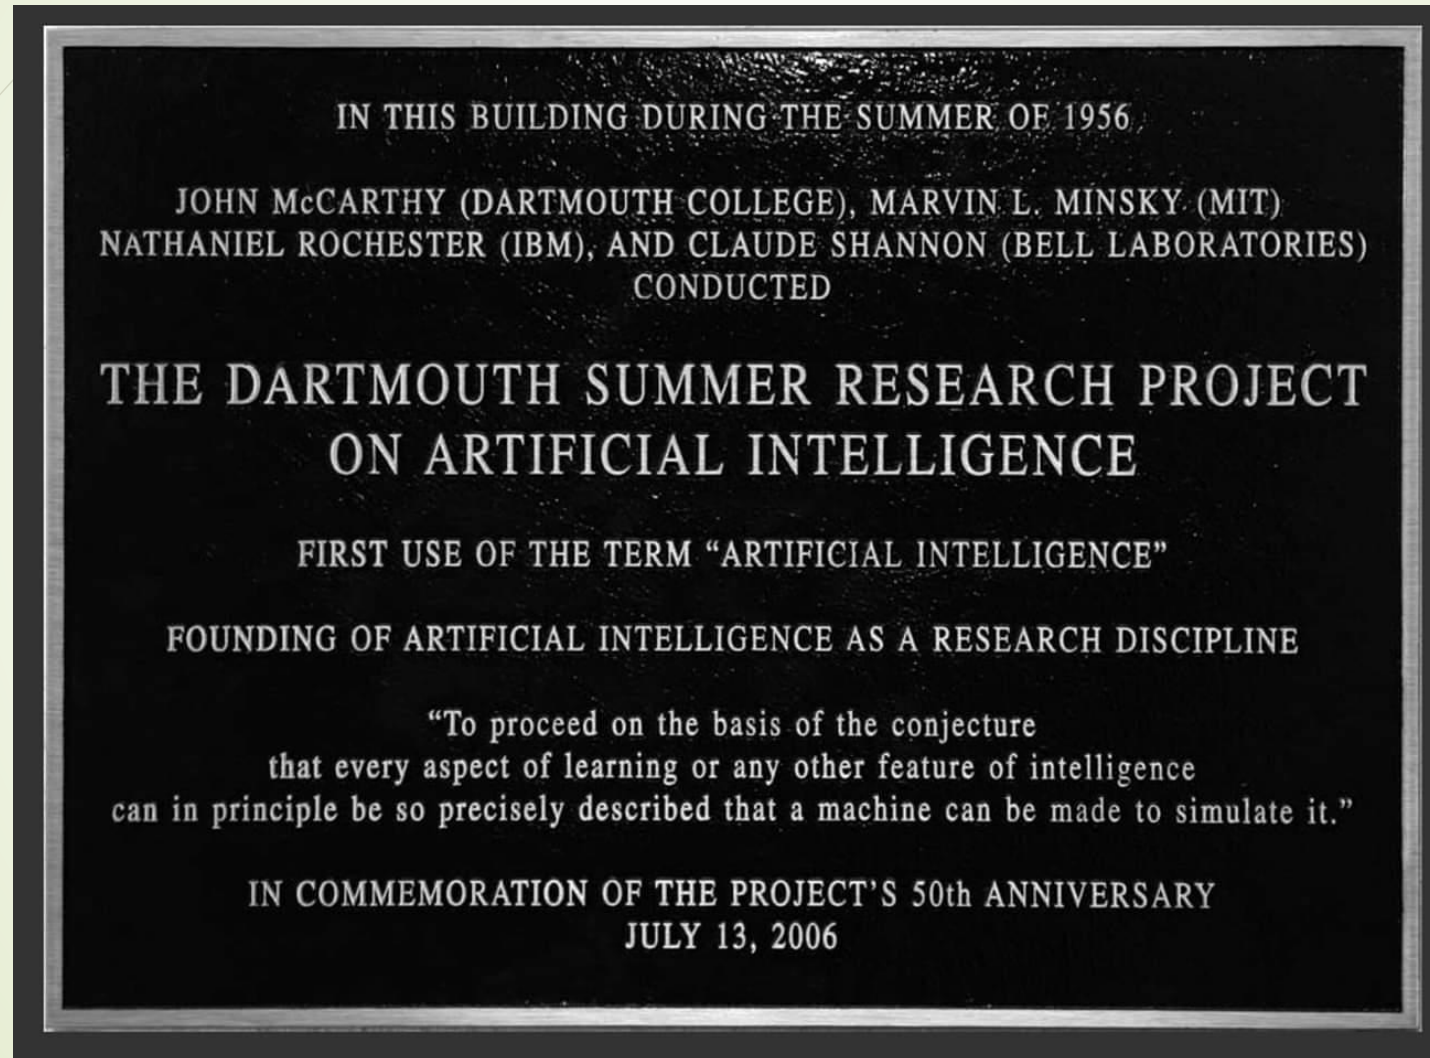 IN THIS BUILDING DURING THE SUMMER OF 1956
JOHN McCARTHY (DARTMOUTH COLLEGE), MARVIN L. MINSKY (MIT)
NATHANIEL ROCHESTER (IBM), AND CLAUDE SHANNON (BELL LABORATORIES)
CONDUCTED
THE DARTMOUTH SUMMER RESEARCH PROJECT
ON ARTIFICIAL INTELLIGENCE
FIRST USE OF THE TERM “ARTIFICIAL INTELLIGENCE”
FOUNDING OF ARTIFICIAL INTELLIGENCE AS A RESEARCH DISCIPLINE
“To proceed on the basis of the conjecture
that every aspect of learning or any other feature of intelligence
can in principle be so precisely described that a machine can be made to simulate it.”
IN COMMEMORATION OF THE PROJECT’S 50th ANNIVERSARY
JULY 13, 2006